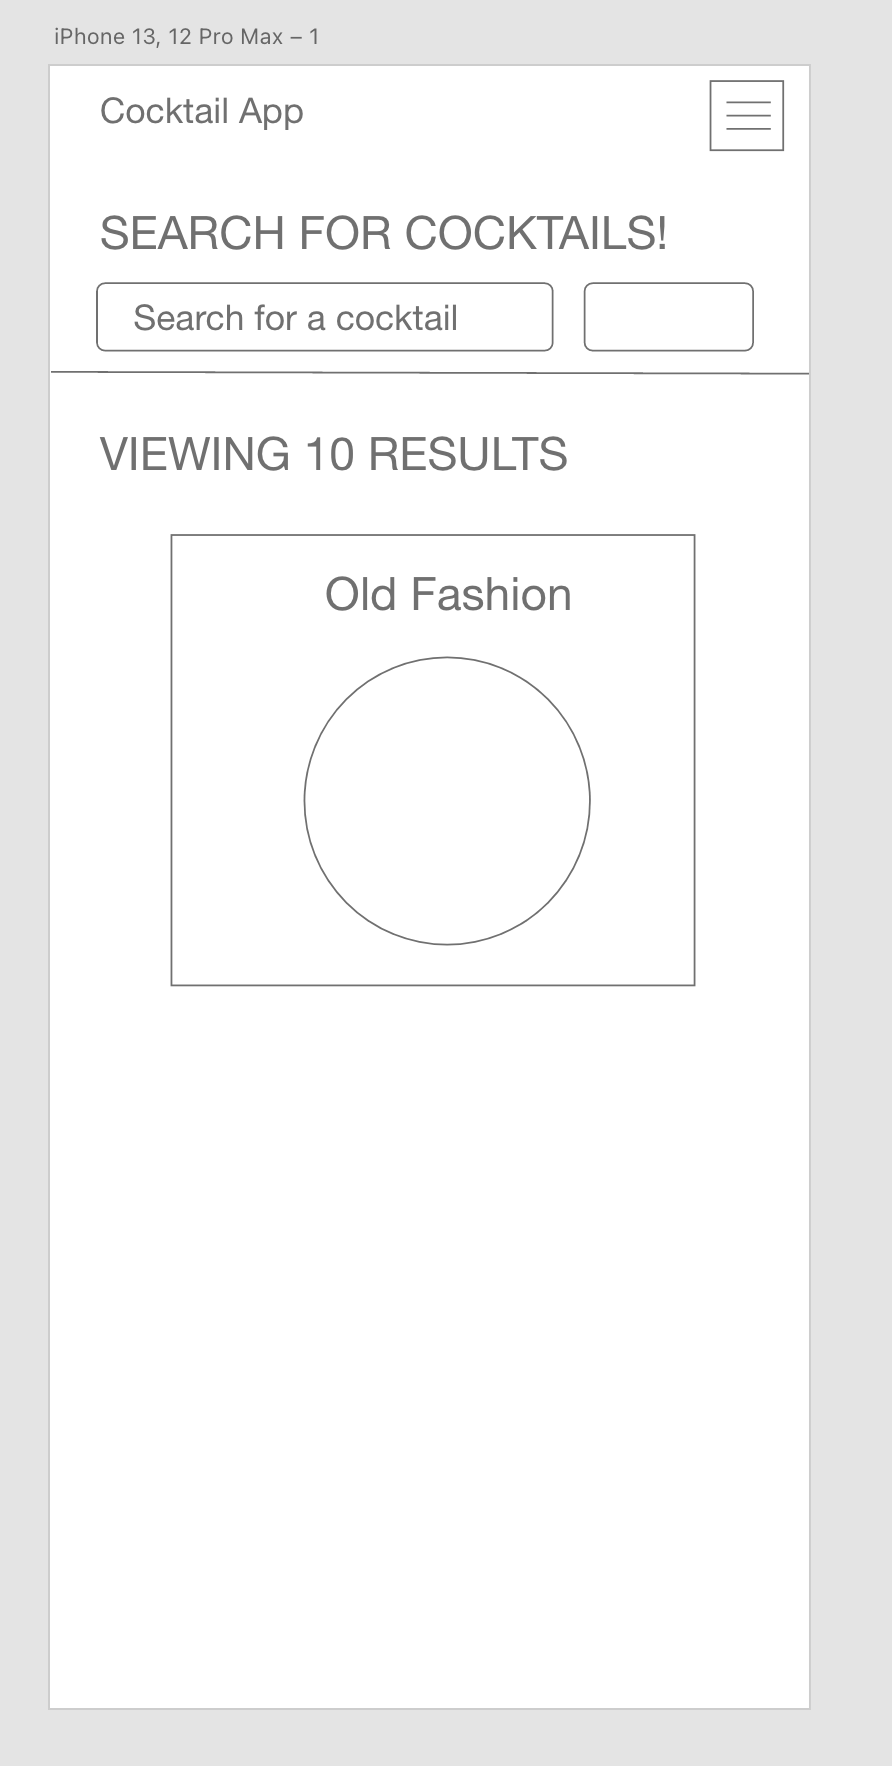 iPhone 13, 12 Pro Max – 1
Cocktail App
SEARCH FOR COCKTAILS!
Search for a cocktail
VIEWING 10 RESULTS
Old Fashion